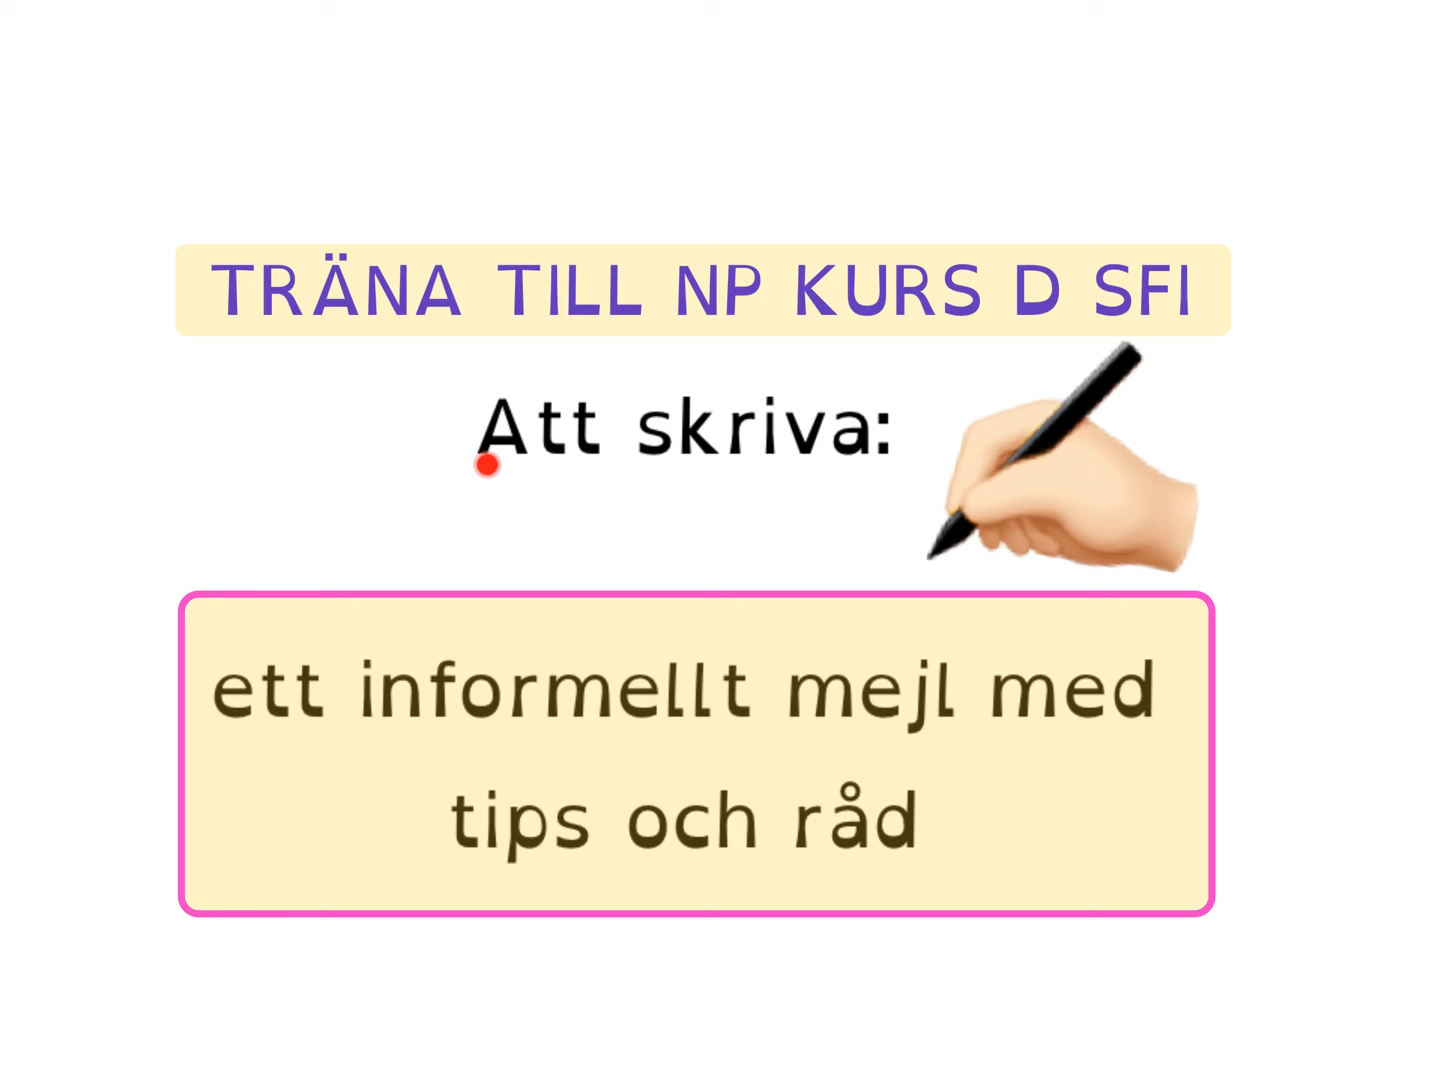 TRÄNA TILL NP KURS D SFI
Att skriva:
ett informellt mejl med
tips och råd